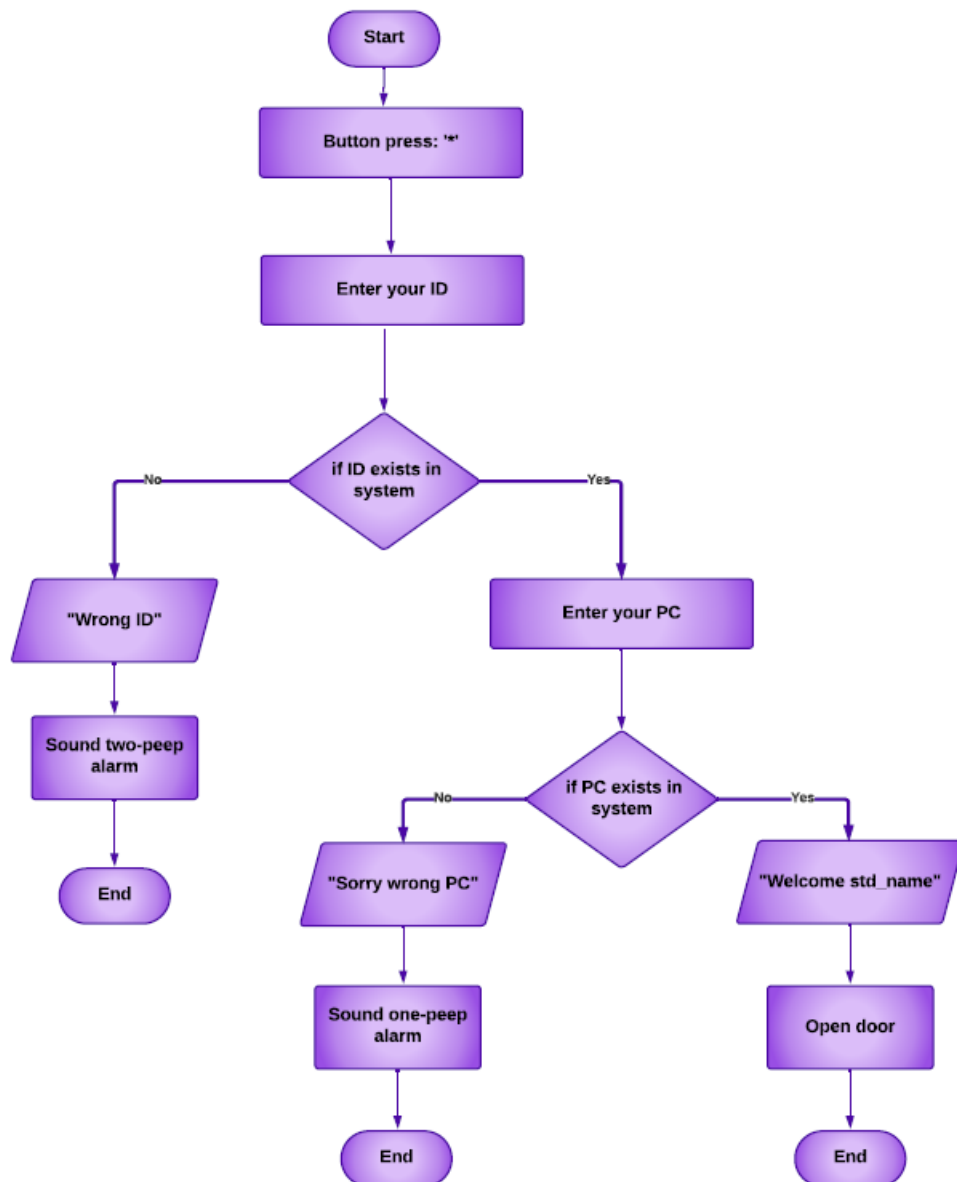 Start
Button press: '*'
Enter your ID
if ID exists in
system
No
Yes
"Wrong ID"
Enter your PC
Sound two-peep
alarm
if PC exists in
system
No
Yes
End
"Sorry wrong PC"
"Welcome std_name"
Sound one-peep
alarm
Open door
End
End